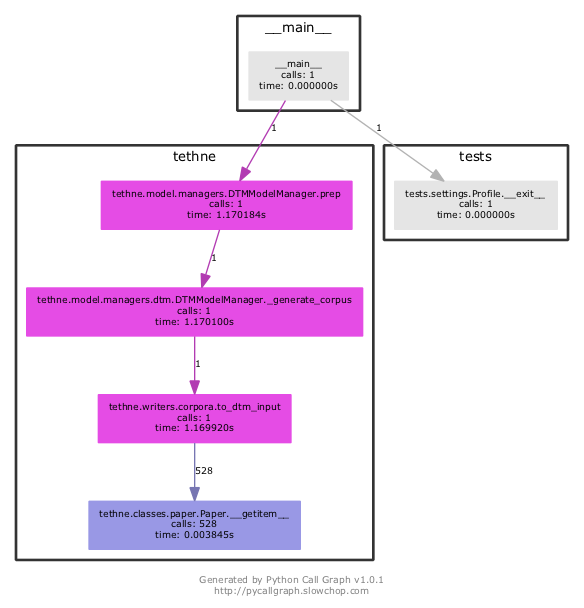 __main__
__main__
calls: 1
time: 0.000000s
1
1
tethne
tests
tethne.model.managers.DTMModelManager.prep
calls: 1
time: 1.170184s
tests.settings.Profile.__exit__
calls: 1
time: 0.000000s
1
tethne.model.managers.dtm.DTMModelManager._generate_corpus
calls: 1
time: 1.170100s
1
tethne.writers.corpora.to_dtm_input
calls: 1
time: 1.169920s
528
tethne.classes.paper.Paper.__getitem__
calls: 528
time: 0.003845s
Generated by Python Call Graph v1.0.1
http://pycallgraph.slowchop.com